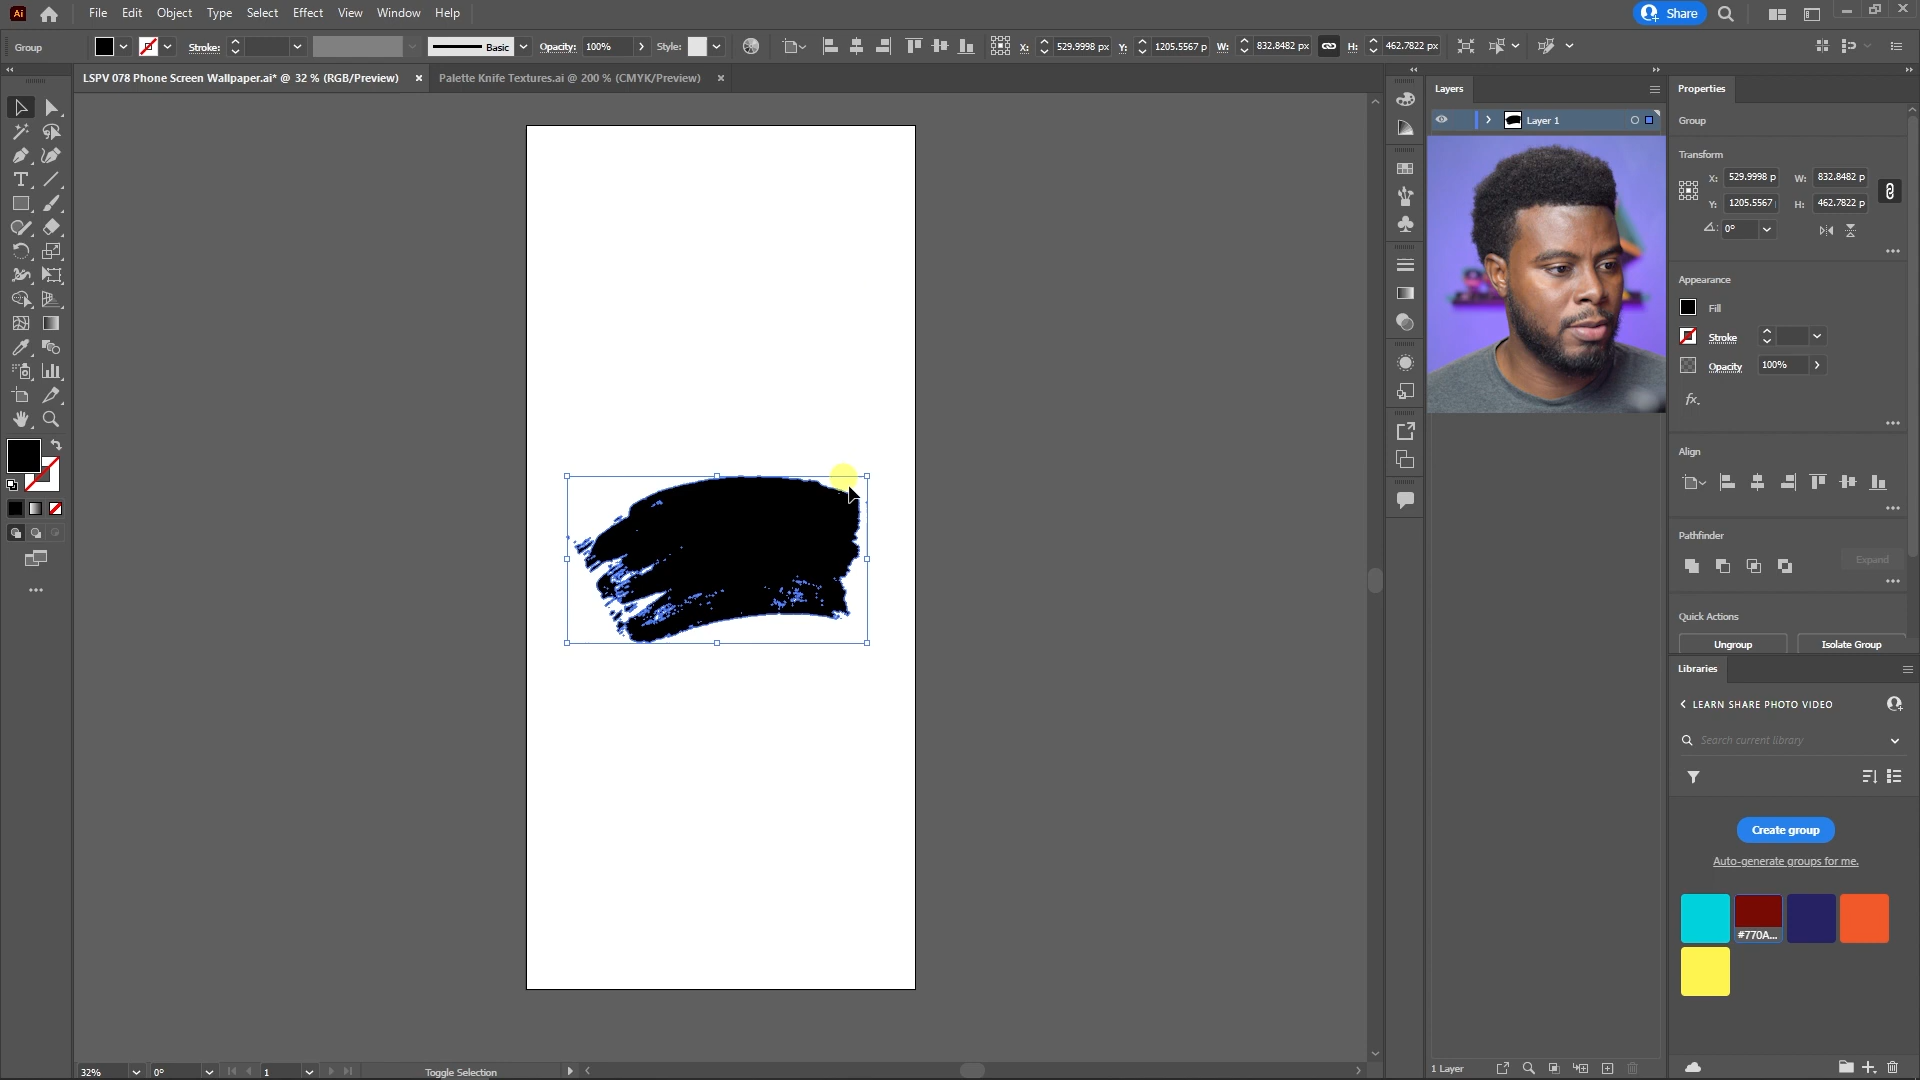 Ai File Edit Object Type Select Effect View Window Help Share
Group Stroke: Basic Opacity: 100% Style: X: 529.9998 px Y: 1205.5567 p W: 832.8482 px H: 462.7822 px
LSPV 078 Phone Screen Wallpaper.ai* @ 32 % (RGB/Preview) × Palette Knife Textures.ai @ 200 % (CMYK/Preview) ×
Layers
Layer 1
Properties
Group
Transform
X: 529.9998 p W: 832.8482 p
Y: 1205.5567 H: 462.7822 p
0°
Appearance
Fill
Stroke
Opacity 100%
fx.
Align
Pathfinder
Expand
Quick Actions
Ungroup Isolate Group
Libraries
LEARN SHARE PHOTO VIDEO
Search current library
Create group
Auto-generate groups for me.
#770A...
32% 0° 1 Toggle Selection
1 Layer